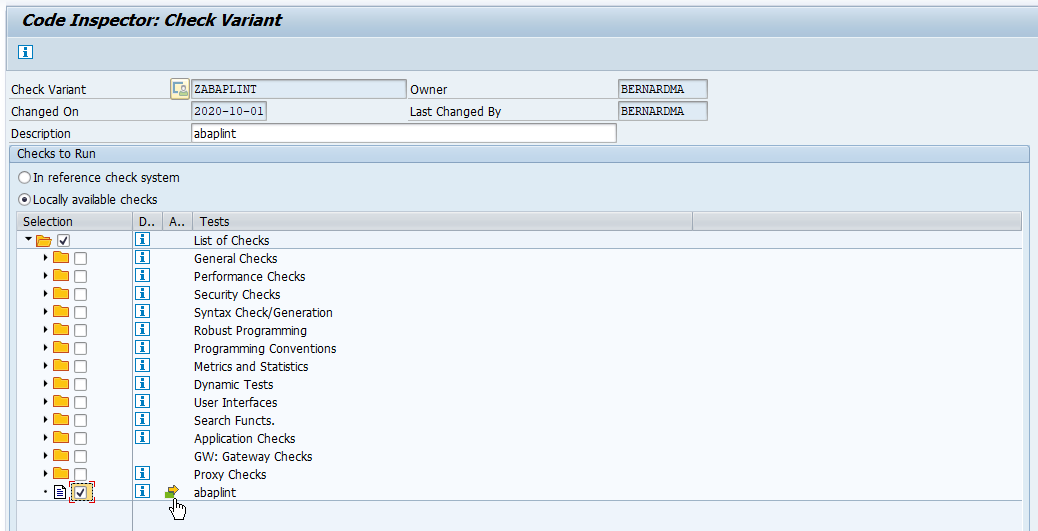 Code Inspector: Check Variant
Check Variant ZABAPLINT Owner BERNARDMA
Changed On 2020-10-01 Last Changed By BERNARDMA
Description abaplint
Checks to Run
In reference check system
Locally available checks
Selection D.. A.. Tests
List of Checks
General Checks
Performance Checks
Security Checks
Syntax Check/Generation
Robust Programming
Programming Conventions
Metrics and Statistics
Dynamic Tests
User Interfaces
Search Functs.
Application Checks
GW: Gateway Checks
Proxy Checks
abaplint